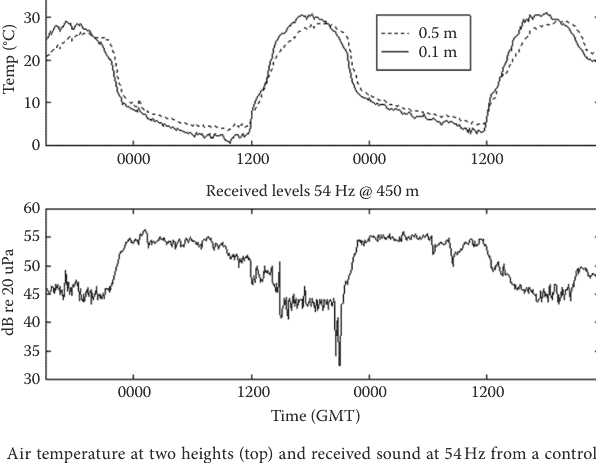 30
20
10
0
Temp (°C)
0.5 m
0.1 m
0000
1200
0000
1200
Received levels 54 Hz @ 450 m
60
55
50
45
40
35
30
dB re 20 uPa
0000
1200
0000
1200
Time (GMT)
Air temperature at two heights (top) and received sound at 54 Hz from a control